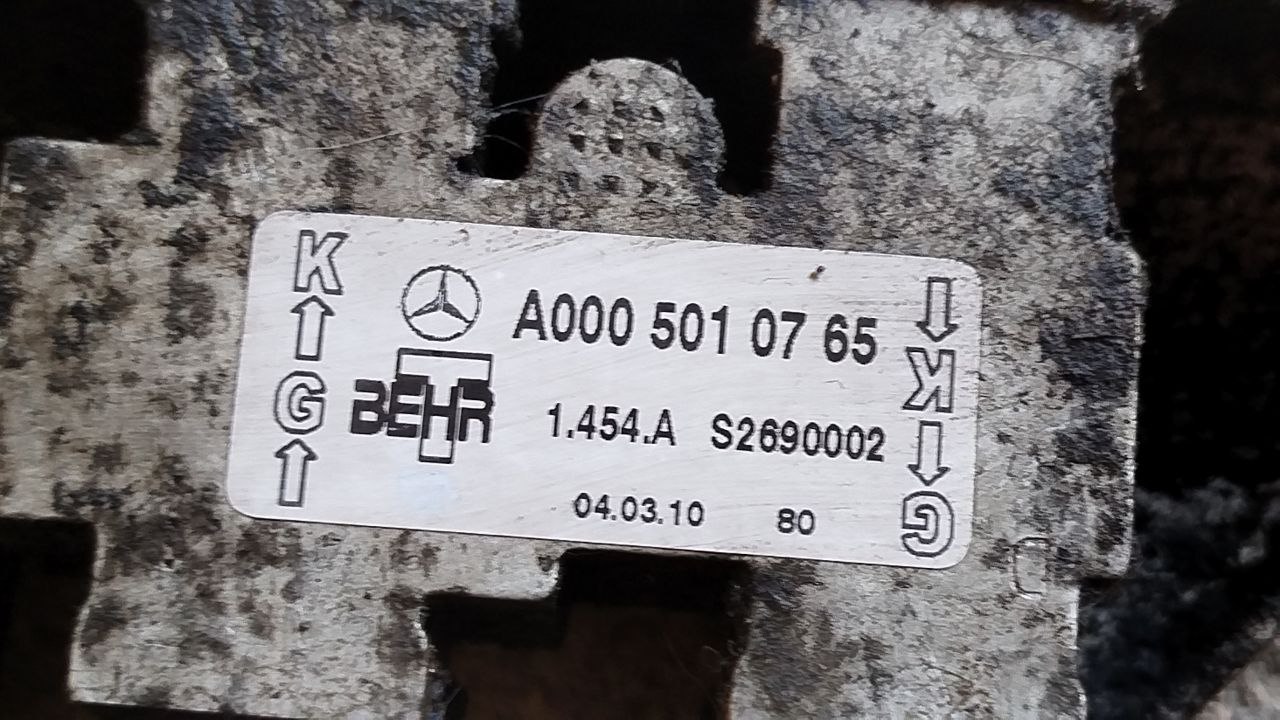 K
G
A000 501 07 65
BEHR
1.454.A S2690002
04.03.10 80
K
G